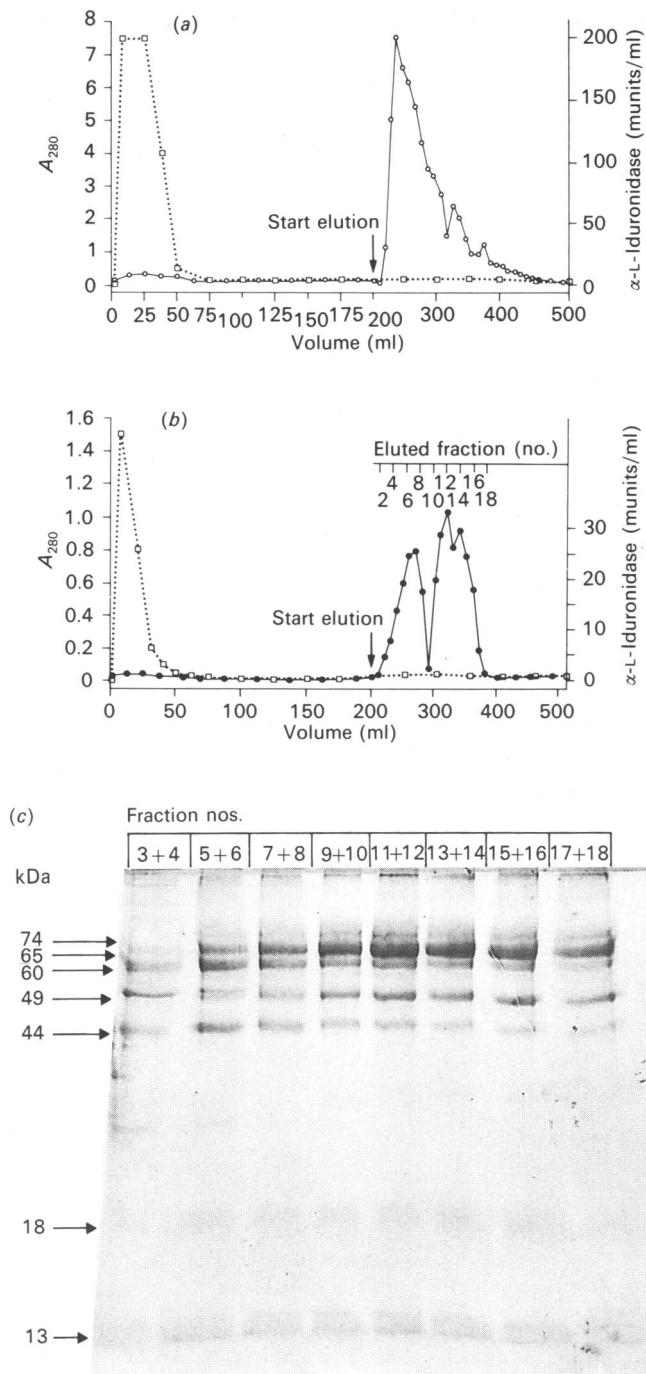 (a)
8
7
6
5
4
3
2
1
0
A280
200
150
100
50
0
α-L-Iduronidase (munits/ml)
Start elution
0 25 50 75 100 125 150 175 200 300 400 500
Volume (ml)
(b)
1.6
1.4
1.2
1.0
0.8
0.6
0.4
0.2
0
A280
Eluted fraction (no.)
2 4 6 8 10 12 14 16 18
30
20
10
0
α-L-Iduronidase (munits/ml)
Start elution
0 50 100 150 200 300 400 500
Volume (ml)
(c) Fraction nos.
3+4 5+6 7+8 9+10 11+12 13+14 15+16 17+18
kDa
74
65
60
49
44
18
13